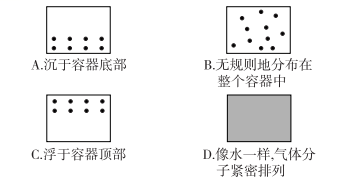 A.沉于容器底部
B.无规则地分布在
整个容器中
C.浮于容器顶部
D.像水一样,气体分
子紧密排列